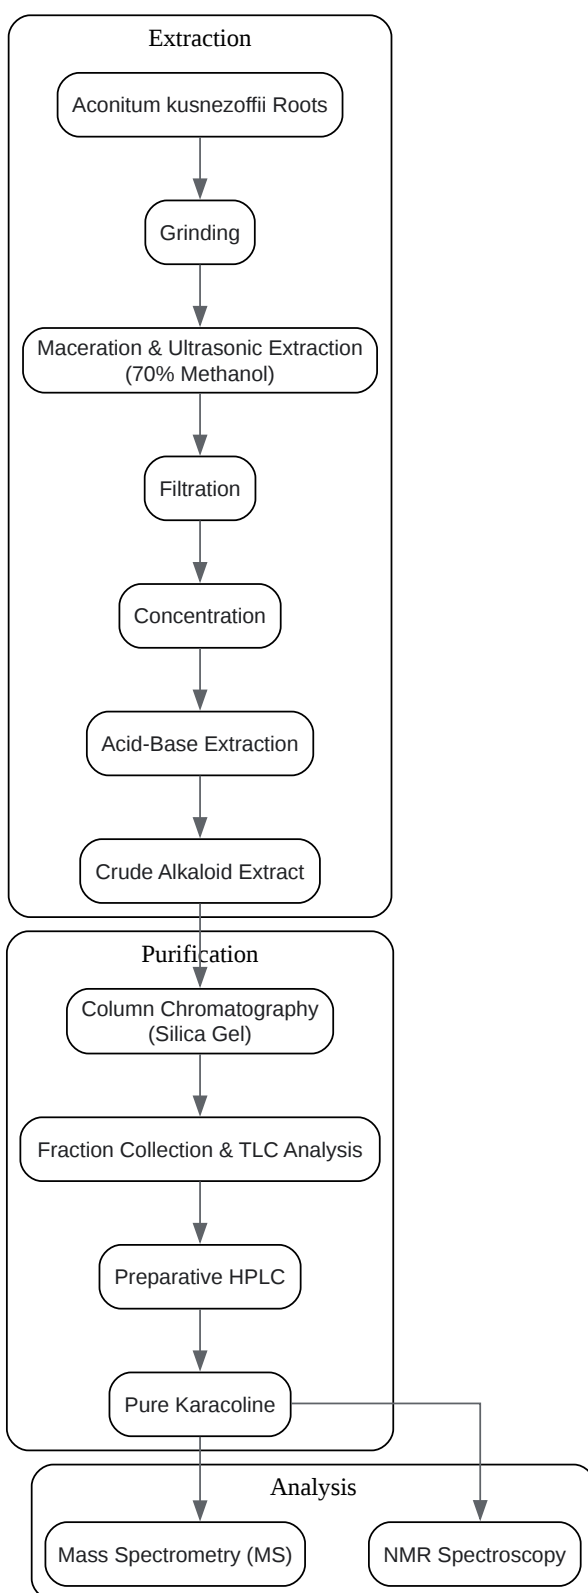 Extraction
Aconitum kusnezoffii Roots
Grinding
Maceration & Ultrasonic Extraction
(70% Methanol)
Filtration
Concentration
Acid-Base Extraction
Crude Alkaloid Extract
Purification
Column Chromatography
(Silica Gel)
Fraction Collection & TLC Analysis
Preparative HPLC
Pure Karacoline
Analysis
Mass Spectrometry (MS)
NMR Spectroscopy